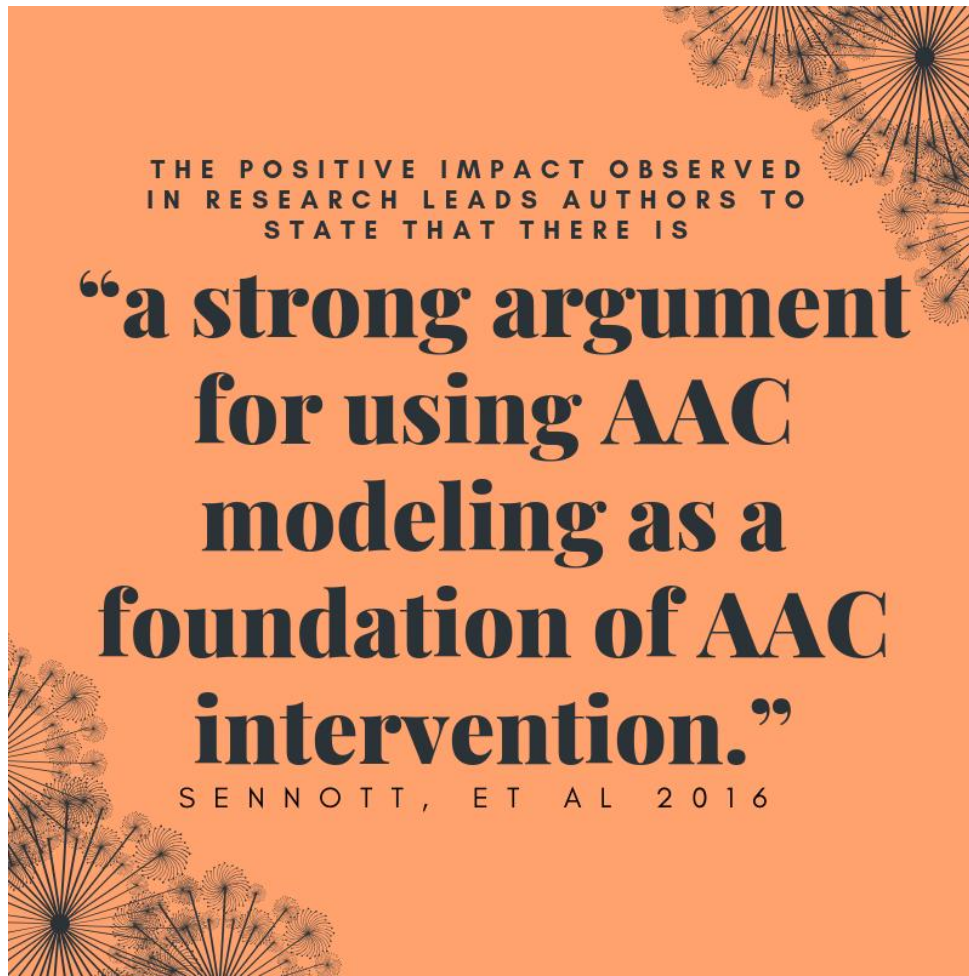 THE POSITIVE IMPACT OBSERVED
IN RESEARCH LEADS AUTHORS TO
STATE THAT THERE IS
“a strong argument
for using AAC
modeling as a
foundation of AAC
intervention.”
SENNOTT, ET AL 2016